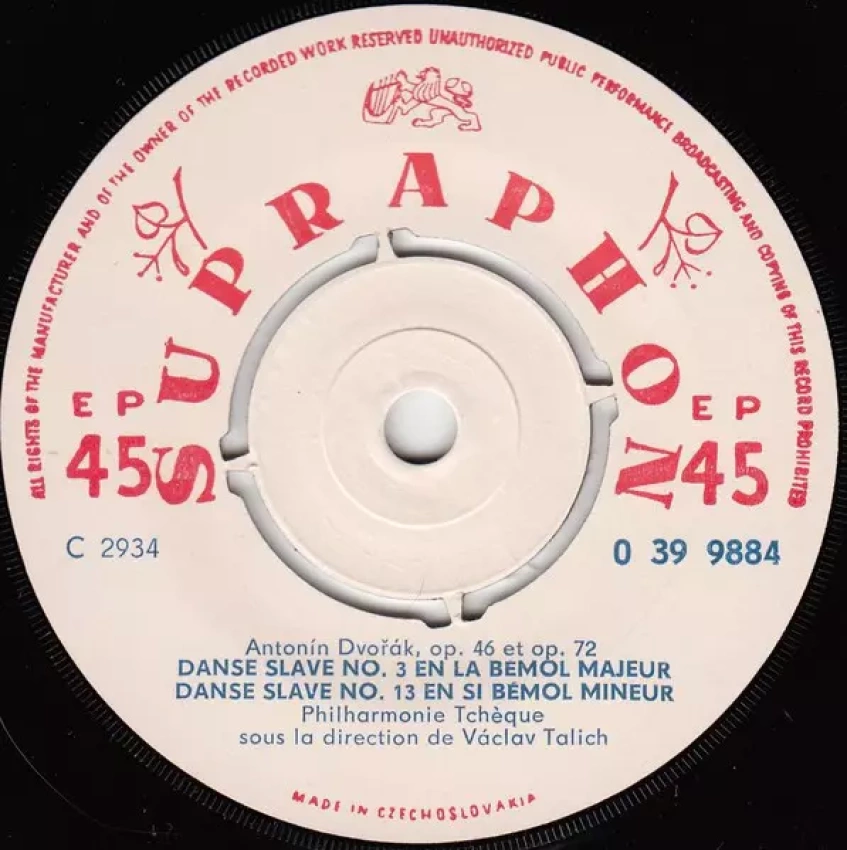 ALL RIGHTS OF THE MANUFACTURER AND OF THE OWNER OF THE RECORDED WORK RESERVED UNAUTHORIZED PUBLIC PERFORMANCE BROADCASTING AND COPYING OF THIS RECORD PROHIBITED
SUPRAPHON
EP
45
EP
45
C 2934
0 39 9884
Antonín Dvořák, op. 46 et op. 72
DANSE SLAVE NO. 3 EN LA BÉMOL MAJEUR
DANSE SLAVE NO. 13 EN SI BÉMOL MINEUR
Philharmonie Tchèque
sous la direction de Václav Talich
MADE IN CZECHOSLOVAKIA